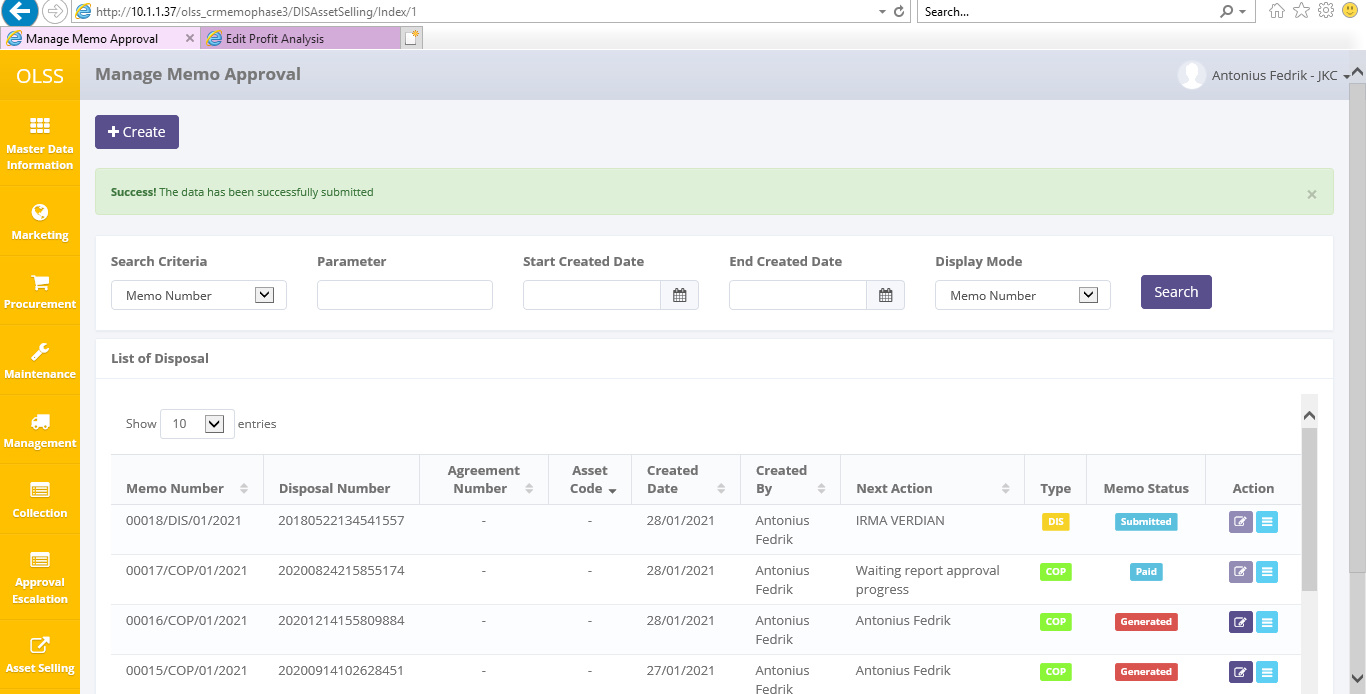 http://10.1.1.37/olss_crmemophase3/DISAssetSelling/Index/1
Search...
Manage Memo Approval
Edit Profit Analysis
OLSS
Manage Memo Approval
Antonius Fedrik - JKC
Master Data
Information
Marketing
Procurement
Maintenance
Management
Collection
Approval
Escalation
Asset Selling
Create
Success! The data has been successfully submitted
Search Criteria Parameter Start Created Date End Created Date Display Mode
Memo Number Memo Number Search
List of Disposal
Show 10 entries
Memo Number Disposal Number Agreement Number Asset Code Created Date Created By Next Action Type Memo Status Action
00018/DIS/01/2021 20180522134541557 - - 28/01/2021 Antonius Fedrik IRMA VERDIAN DIS Submitted
00017/COP/01/2021 20200824215855174 - - 28/01/2021 Antonius Fedrik Waiting report approval progress COP Paid
00016/COP/01/2021 20201214155809884 - - 28/01/2021 Antonius Fedrik Antonius Fedrik COP Generated
00015/COP/01/2021 20200914102628451 - - 27/01/2021 Antonius Fedrik Antonius Fedrik COP Generated